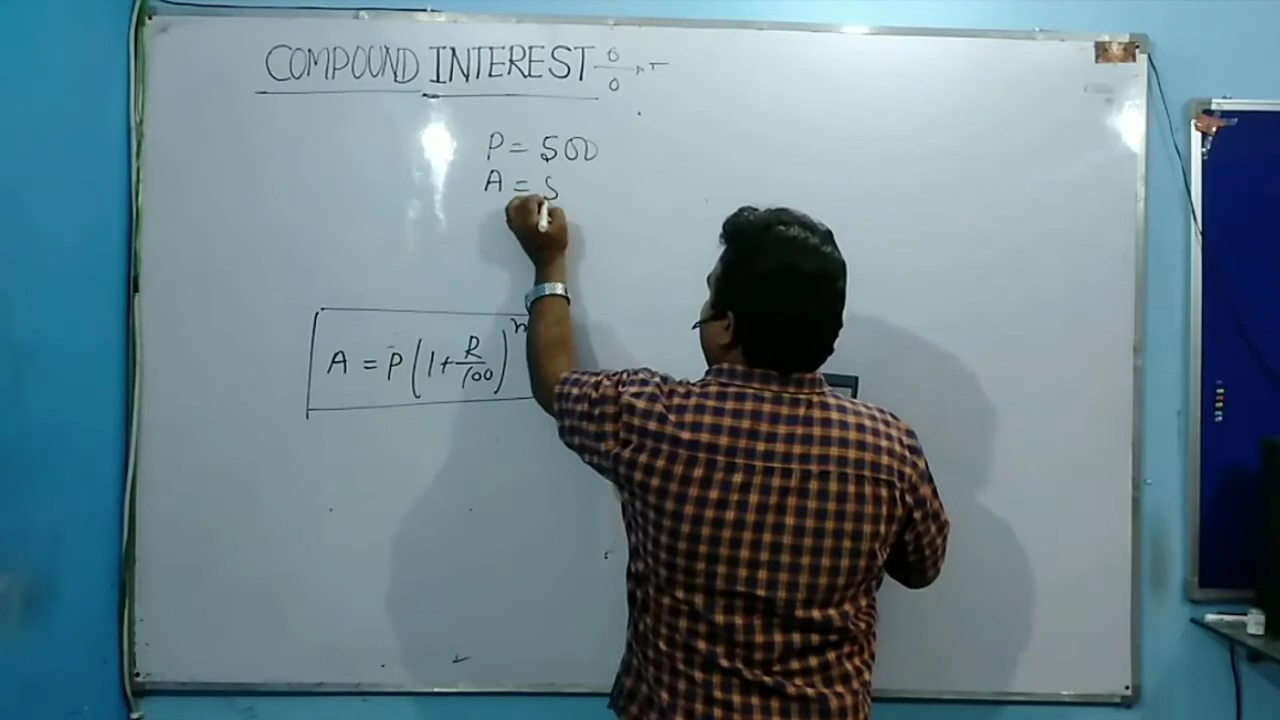 COMPOUND INTEREST
P = 500
A = 5
A = P (1 + R/100)^n